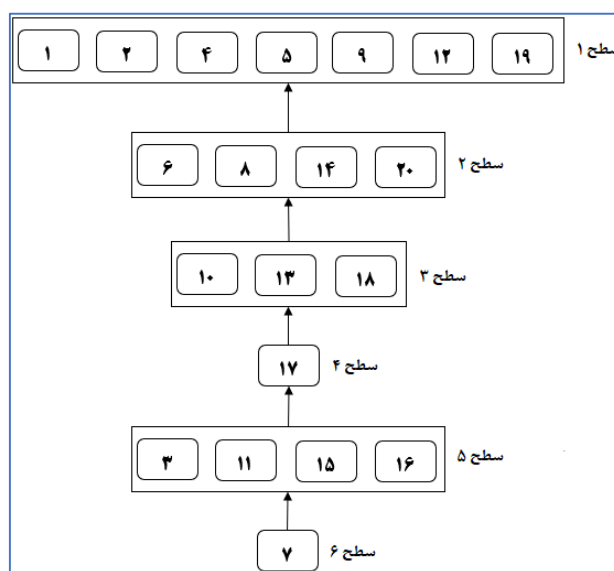 سطح ۱
۱ ۲ ۴ ۵ ۹ ۱۲ ۱۹
سطح ۲
۶ ۸ ۱۴ ۲۰
سطح ۳
۱۰ ۱۳ ۱۸
سطح ۴
۱۷
سطح ۵
۳ ۱۱ ۱۵ ۱۶
سطح ۶
۷